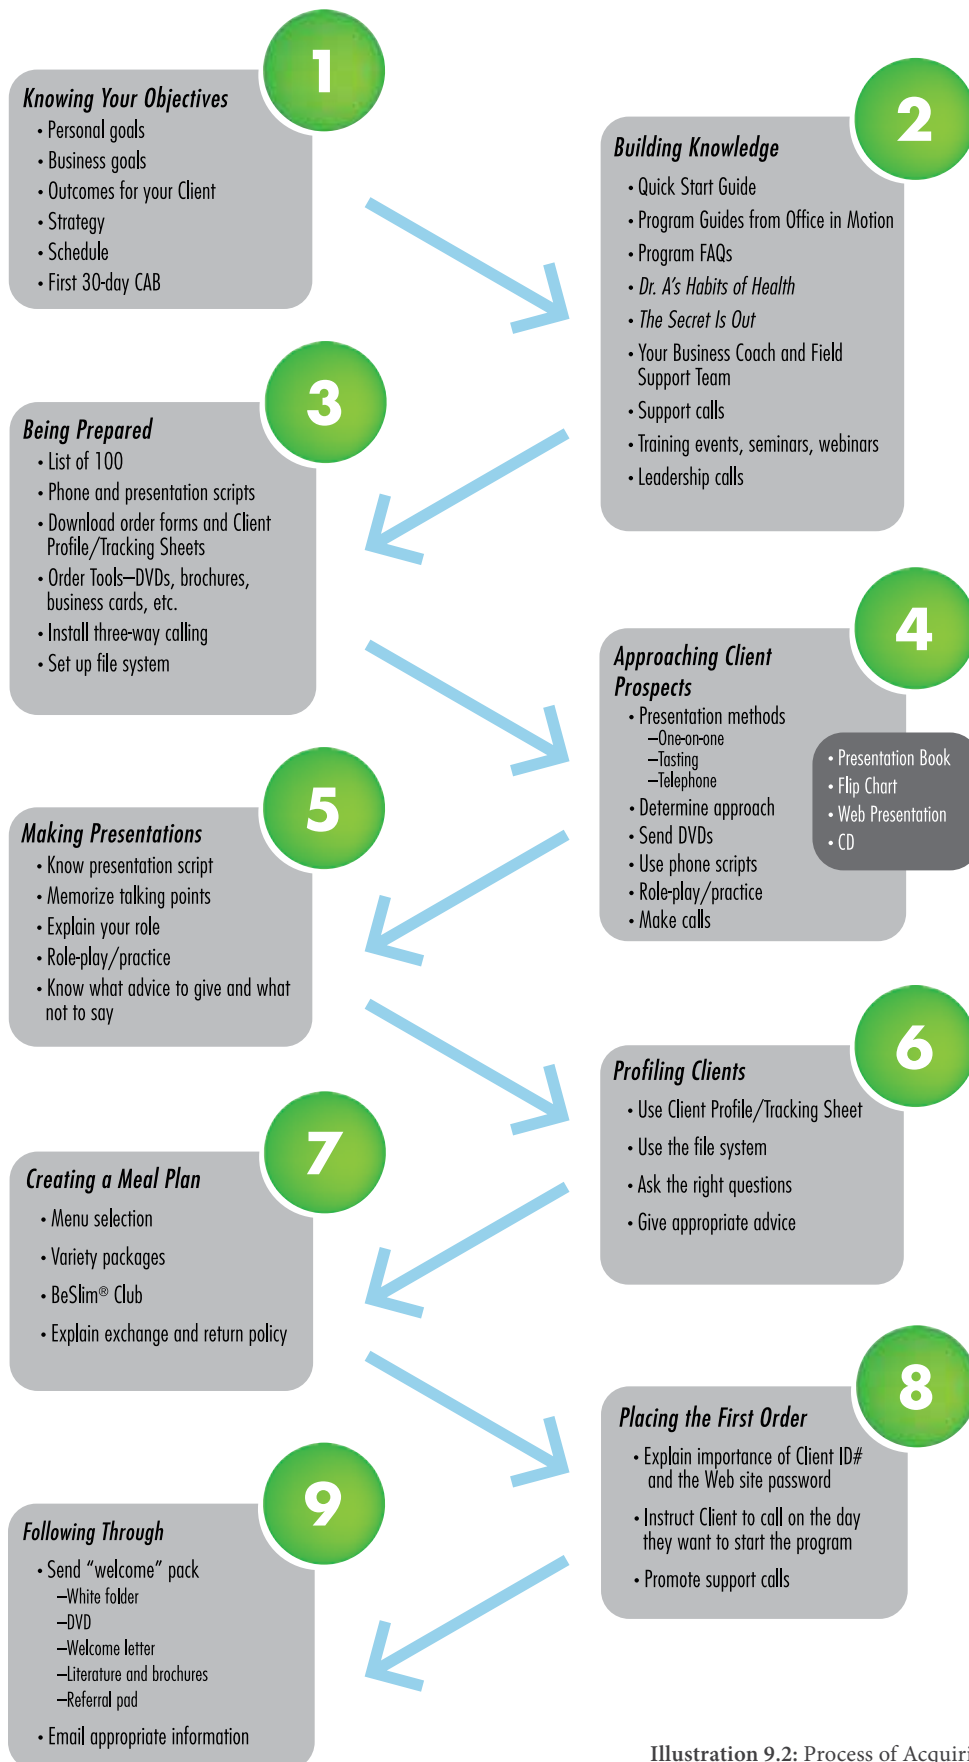 1
Knowing Your Objectives
• Personal goals
• Business goals
• Outcomes for your Client
• Strategy
• Schedule
• First 30-day CAB
2
Building Knowledge
• Quick Start Guide
• Program Guides from Office in Motion
• Program FAQs
• Dr. A's Habits of Health
• The Secret Is Out
• Your Business Coach and Field
Support Team
• Support calls
• Training events, seminars, webinars
• Leadership calls
3
Being Prepared
• List of 100
• Phone and presentation scripts
• Download order forms and Client
Profile/Tracking Sheets
• Order Tools—DVDs, brochures,
business cards, etc.
• Install three-way calling
• Set up file system
4
Approaching Client
Prospects
• Presentation methods
—One-on-one
—Tasting
—Telephone
• Determine approach
• Send DVDs
• Use phone scripts
• Role-play/practice
• Make calls
• Presentation Book
• Flip Chart
• Web Presentation
• CD
5
Making Presentations
• Know presentation script
• Memorize talking points
• Explain your role
• Role-play/practice
• Know what advice to give and what
not to say
6
Profiling Clients
• Use Client Profile/Tracking Sheet
• Use the file system
• Ask the right questions
• Give appropriate advice
7
Creating a Meal Plan
• Menu selection
• Variety packages
• BeSlim® Club
• Explain exchange and return policy
8
Placing the First Order
• Explain importance of Client ID#
and the Web site password
• Instruct Client to call on the day
they want to start the program
• Promote support calls
9
Following Through
• Send “welcome” pack
—White folder
—DVD
—Welcome letter
—Literature and brochures
—Referral pad
• Email appropriate information
Illustration 9.2: Process of Acquiri